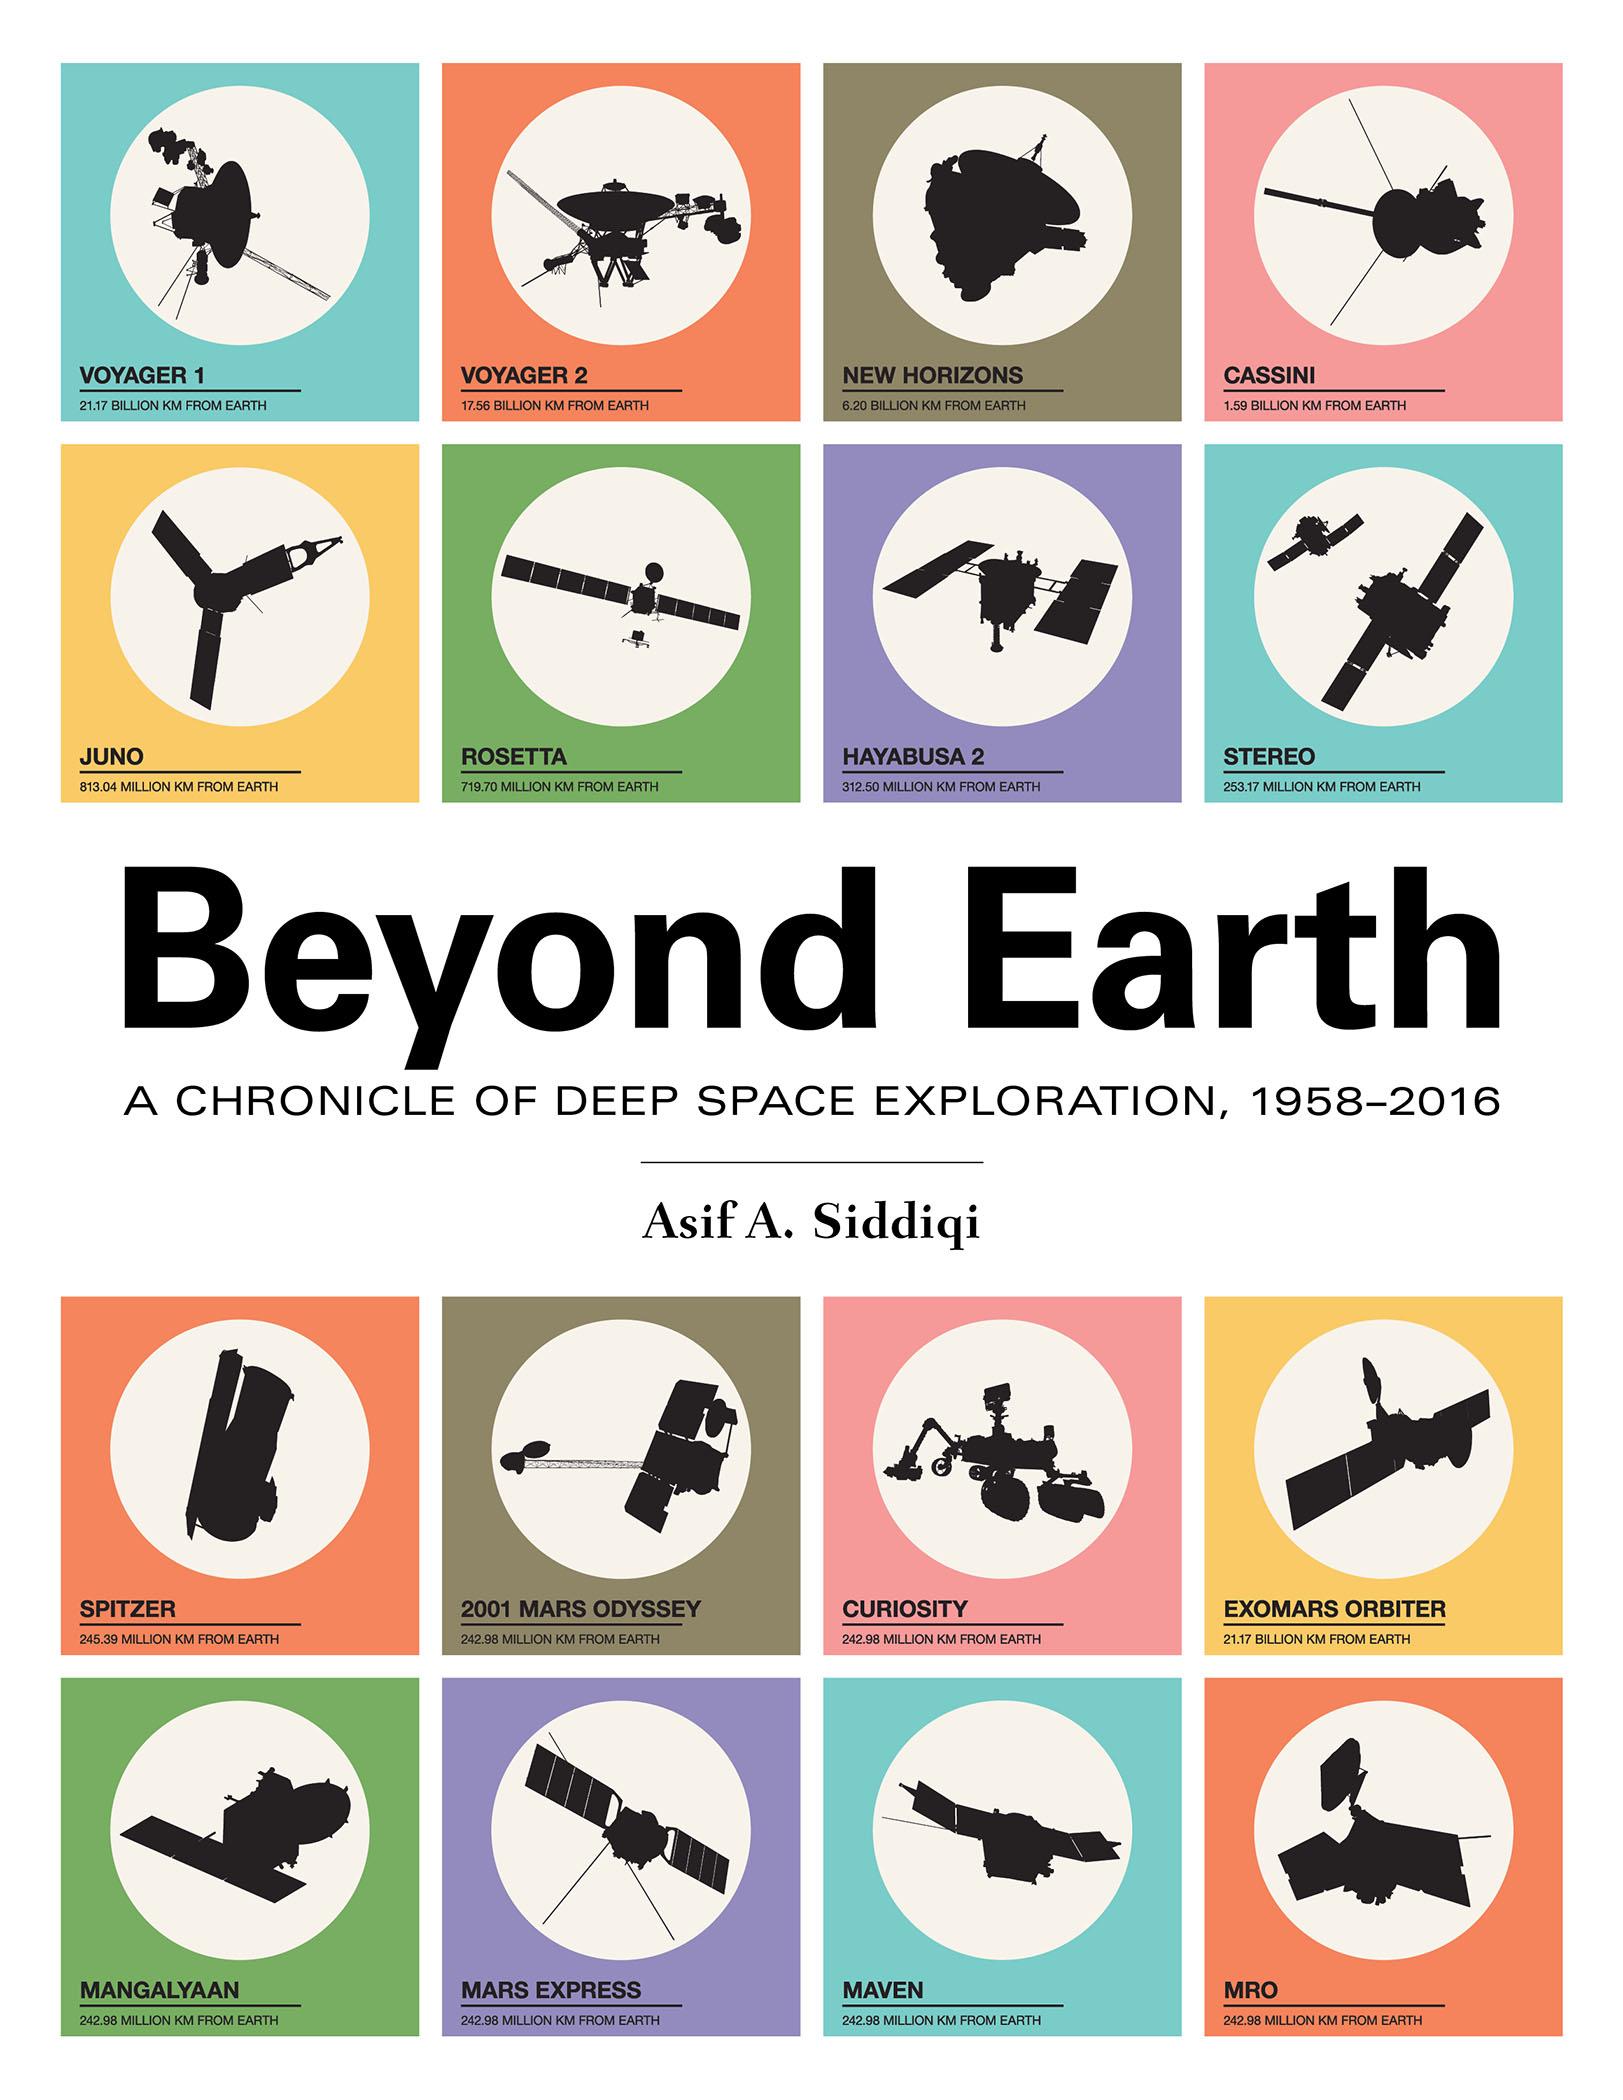 VOYAGER 1
21.17 BILLION KM FROM EARTH
VOYAGER 2
17.56 BILLION KM FROM EARTH
NEW HORIZONS
6.20 BILLION KM FROM EARTH
CASSINI
1.59 BILLION KM FROM EARTH
JUNO
813.04 MILLION KM FROM EARTH
ROSETTA
719.70 MILLION KM FROM EARTH
HAYABUSA 2
312.50 MILLION KM FROM EARTH
STEREO
253.17 MILLION KM FROM EARTH
Beyond Earth
A CHRONICLE OF DEEP SPACE EXPLORATION, 1958–2016
Asif A. Siddiqi
SPITZER
245.39 MILLION KM FROM EARTH
2001 MARS ODYSSEY
242.98 MILLION KM FROM EARTH
CURIOSITY
242.98 MILLION KM FROM EARTH
EXOMARS ORBITER
21.17 BILLION KM FROM EARTH
MANGALYAAN
242.98 MILLION KM FROM EARTH
MARS EXPRESS
242.98 MILLION KM FROM EARTH
MAVEN
242.98 MILLION KM FROM EARTH
MRO
242.98 MILLION KM FROM EARTH